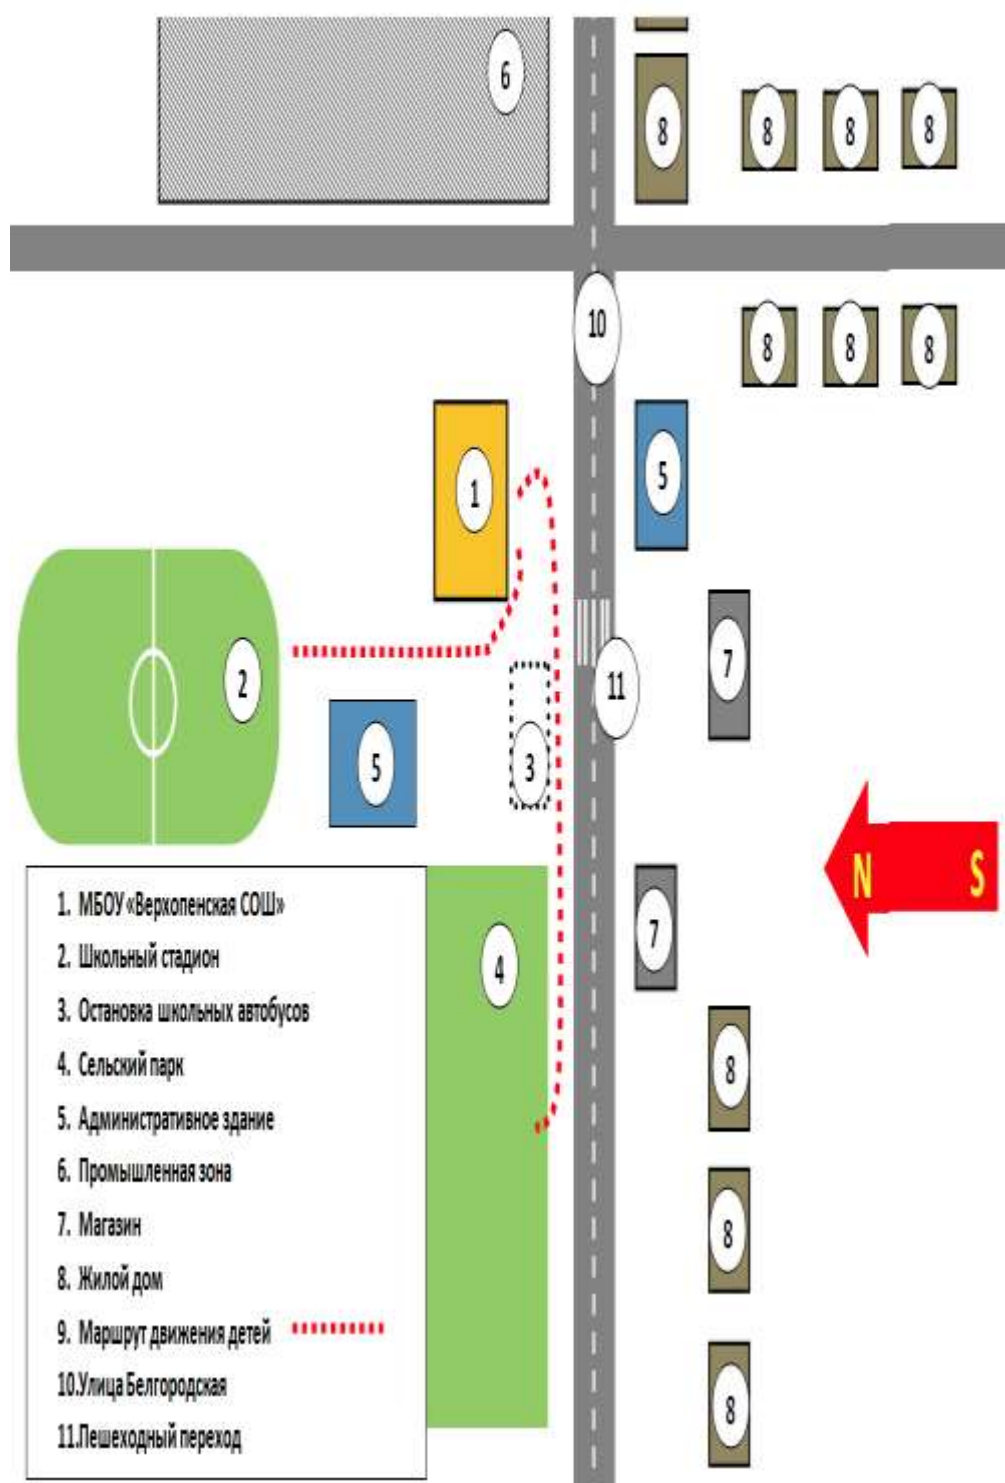 6
8
8
8
8
10
8
8
8
1
5
2
11
7
5
3
N S
4
7
8
8
8
1. МБОУ «Верхопенская СОШ»
2. Школьный стадион
3. Остановка школьных автобусов
4. Сельский парк
5. Административное здание
6. Промышленная зона
7. Магазин
8. Жилой дом
9. Маршрут движения детей
10.Улица Белгородская
11.Пешеходный переход